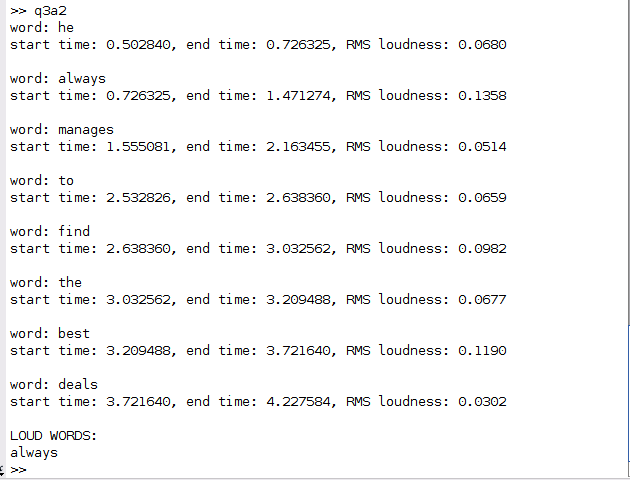 >> q3a2
word: he
start time: 0.502840, end time: 0.726325, RMS loudness: 0.0680
word: always
start time: 0.726325, end time: 1.471274, RMS loudness: 0.1358
word: manages
start time: 1.555081, end time: 2.163455, RMS loudness: 0.0514
word: to
start time: 2.532826, end time: 2.638360, RMS loudness: 0.0659
word: find
start time: 2.638360, end time: 3.032562, RMS loudness: 0.0982
word: the
start time: 3.032562, end time: 3.209488, RMS loudness: 0.0677
word: best
start time: 3.209488, end time: 3.721640, RMS loudness: 0.1190
word: deals
start time: 3.721640, end time: 4.227584, RMS loudness: 0.0302
LOUD WORDS:
always
>>